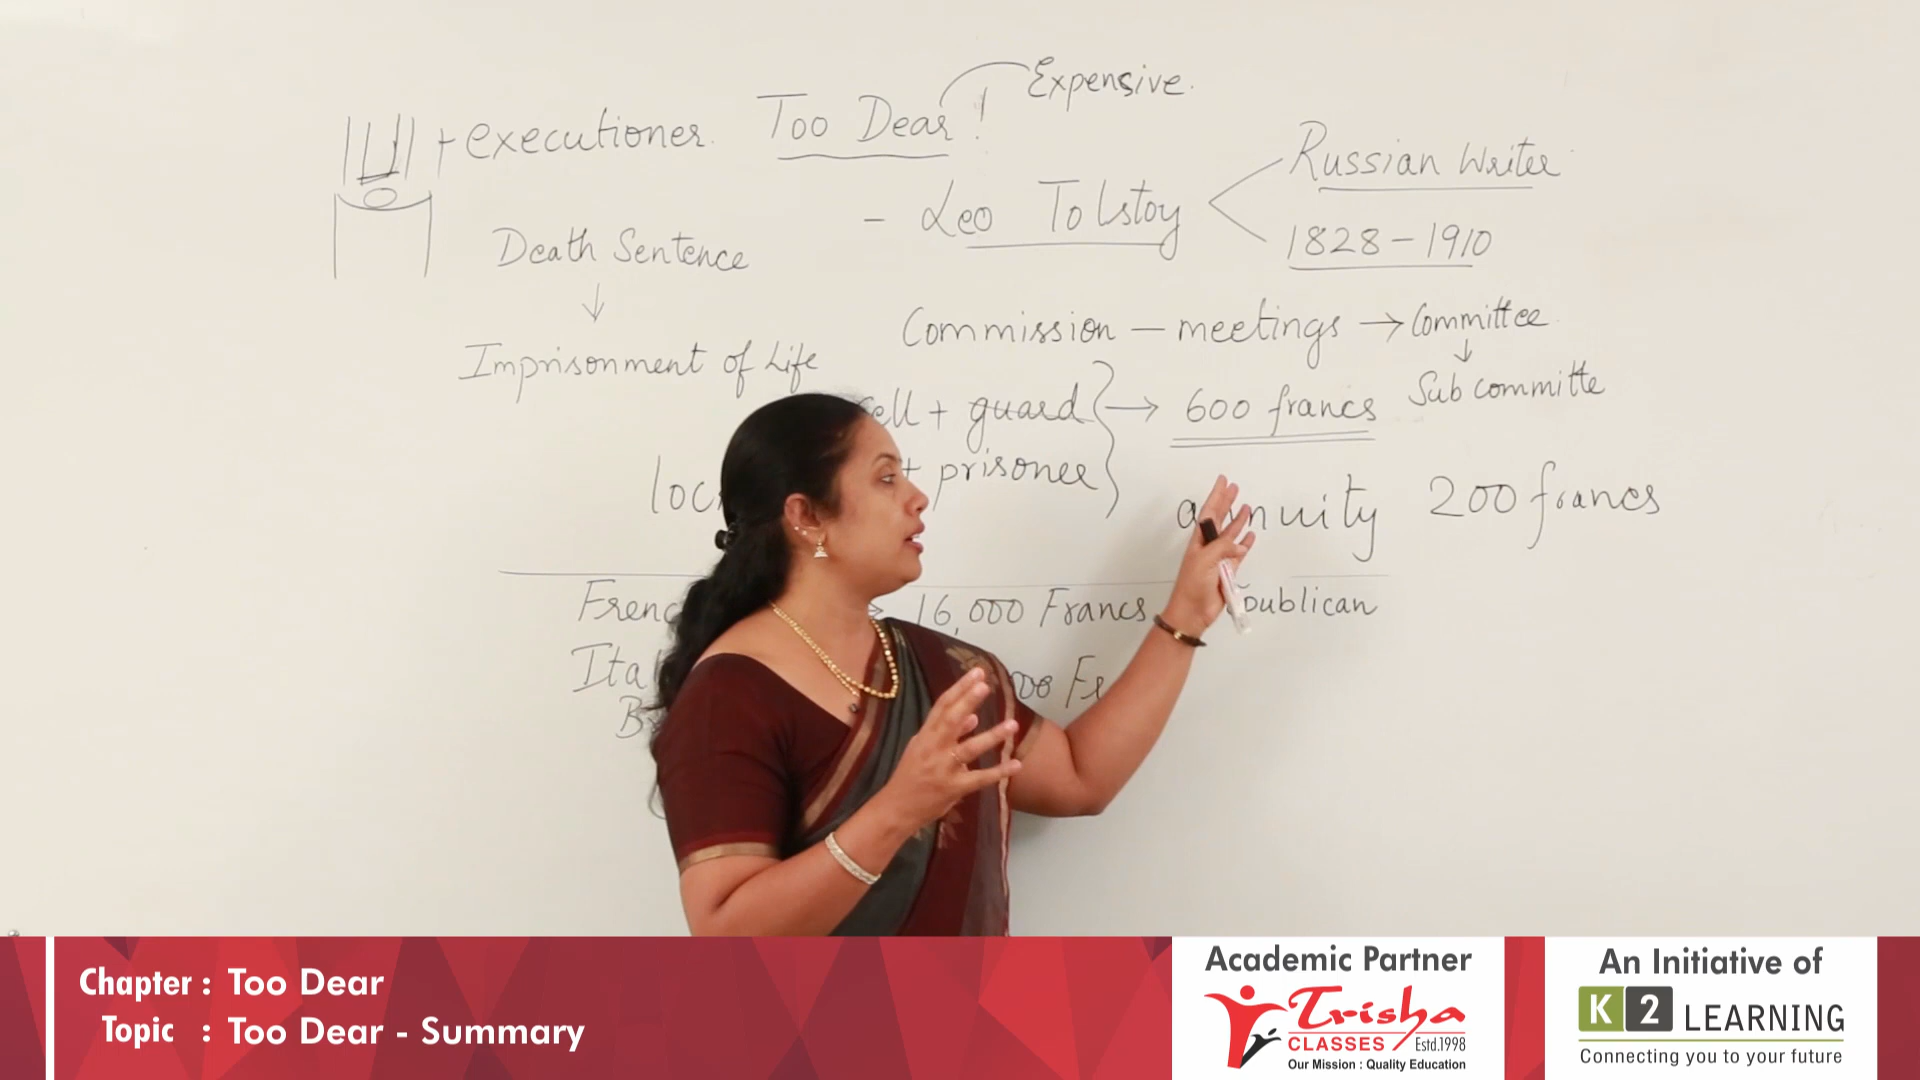 Expensive.
+ executioner. Too Dear !
Russian Writer
- Leo Tolstoy
1828 - 1910
Death Sentence
↓
Commission — meetings → Committee
↓
Imprisonment of Life
Sub committe
+ guard → 600 francs
+ prisoner
annuity 200 francs
16,000 Francs
Chapter : Too Dear
Topic : Too Dear - Summary
Academic Partner
Trisha
CLASSES Estd.1998
Our Mission : Quality Education
An Initiative of
K2 LEARNING
Connecting you to your future